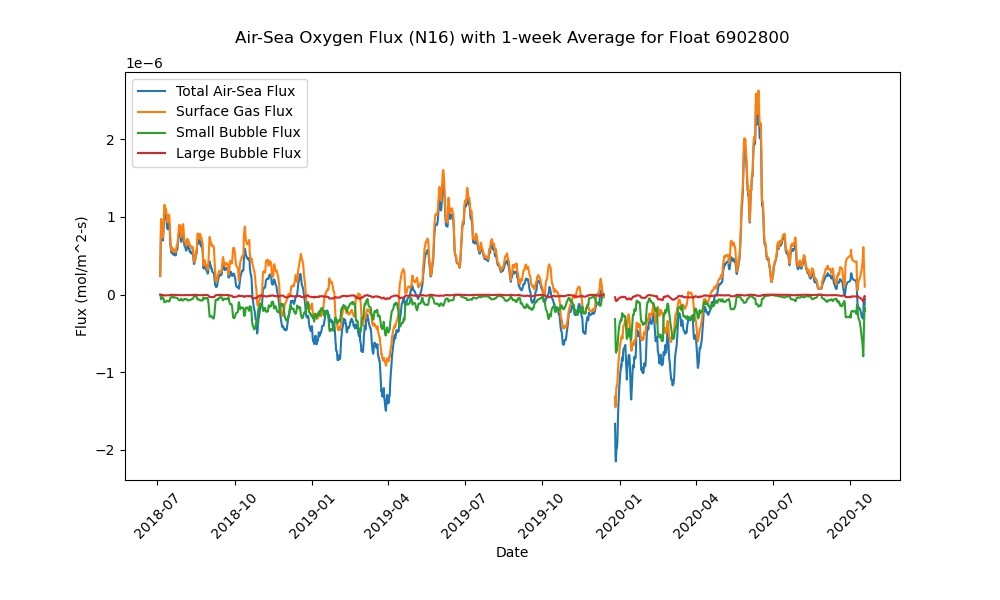 Air-Sea Oxygen Flux (N16) with 1-week Average for Float 6902800
1e−6
Total Air-Sea Flux
Surface Gas Flux
Small Bubble Flux
Large Bubble Flux
2
1
0
−1
−2
Flux (mol/m^2-s)
2018-07
2018-10
2019-01
2019-04
2019-07
2019-10
2020-01
2020-04
2020-07
2020-10
Date